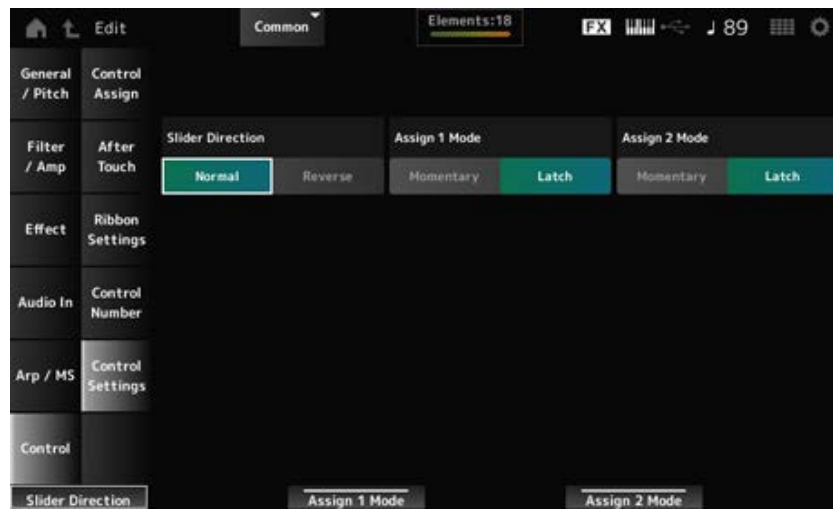 Edit
Common
Elements:18
FX
89
General
/ Pitch
Control
Assign
Filter
/ Amp
After
Touch
Slider Direction
Assign 1 Mode
Assign 2 Mode
Normal
Reverse
Momentary
Latch
Momentary
Latch
Effect
Ribbon
Settings
Audio In
Control
Number
Arp / MS
Control
Settings
Control
Slider Direction
Assign 1 Mode
Assign 2 Mode